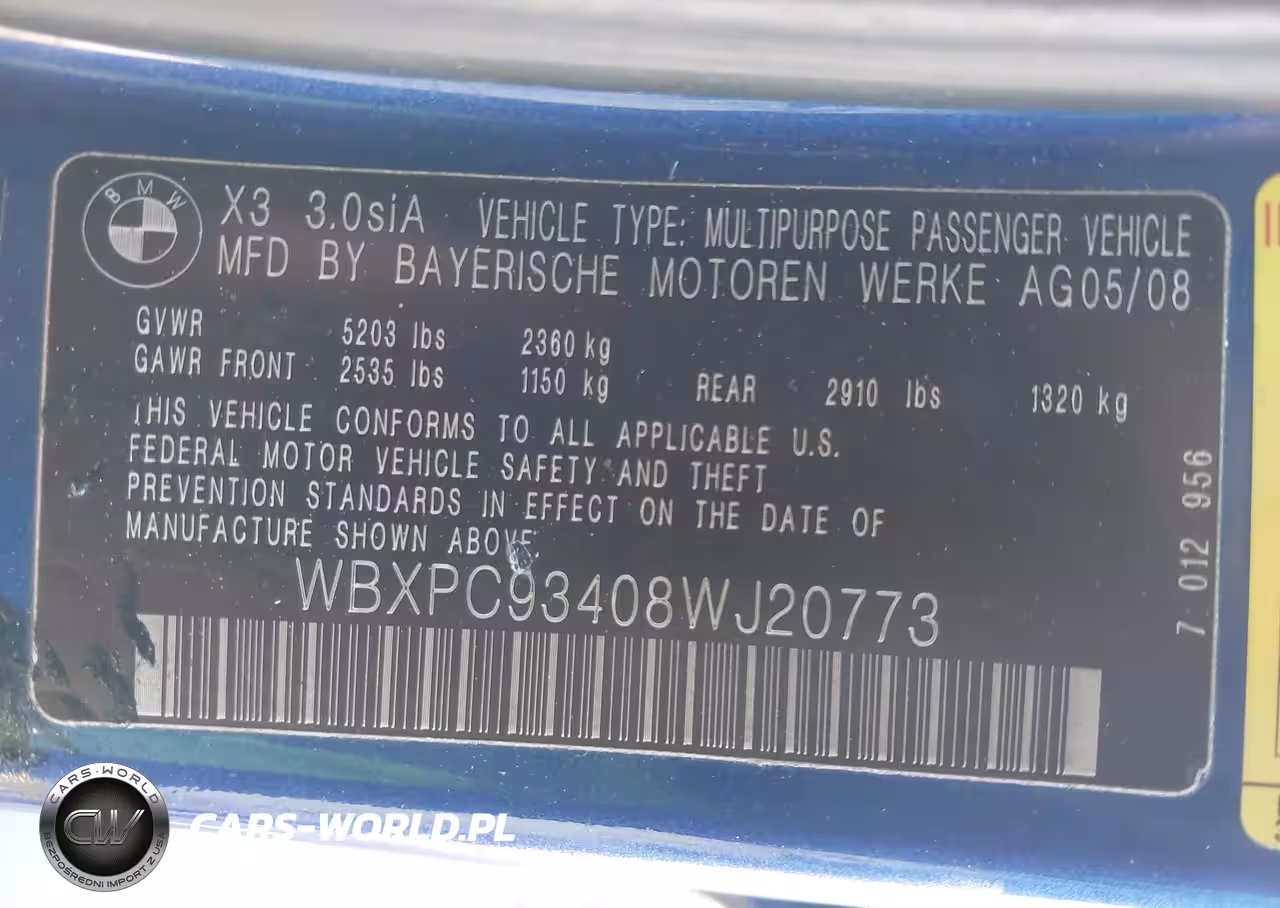 BMW
X3 3.0siA VEHICLE TYPE: MULTIPURPOSE PASSENGER VEHICLE
MFD BY BAYERISCHE MOTOREN WERKE AG05/08
GVWR 5203 lbs 2360 kg
GAWR FRONT 2535 lbs 1150 kg REAR 2910 lbs 1320 kg
THIS VEHICLE CONFORMS TO ALL APPLICABLE U.S.
FEDERAL MOTOR VEHICLE SAFETY AND THEFT
PREVENTION STANDARDS IN EFFECT ON THE DATE OF
MANUFACTURE SHOWN ABOVE
WBXPC93408WJ20773
7 012 956
CARS-WORLD
CW
BEZPOŚREDNI IMPORT Z USA
CARS-WORLD.PL